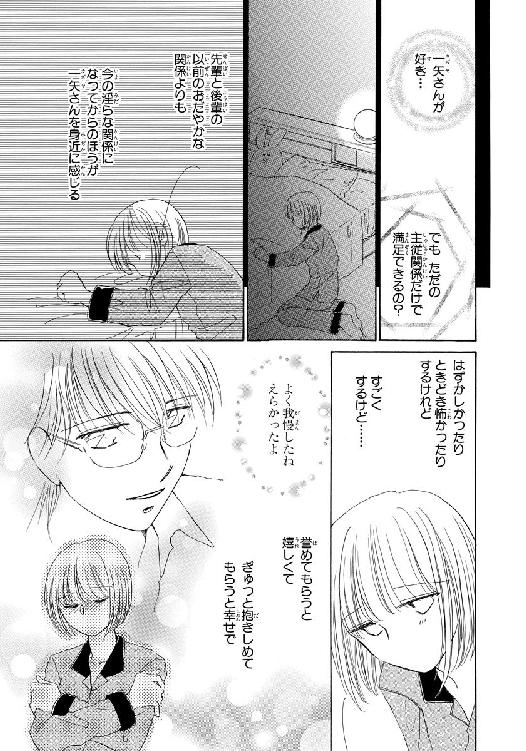 一矢さんが
好き…
でも ただの
主従関係だけで
満足できるの？
先輩と後輩の
以前のおだやかな
関係よりも
今の淫らな関係に
なってからのほうが
一矢さんを身近に感じる
はずかしかったり
ときどき怖かったり
するけれど
すごく
するけど……
よく我慢したね
えらかったよ
誉めてもらうと
嬉しくて
ぎゅっと抱きしめて
もらうと幸せで